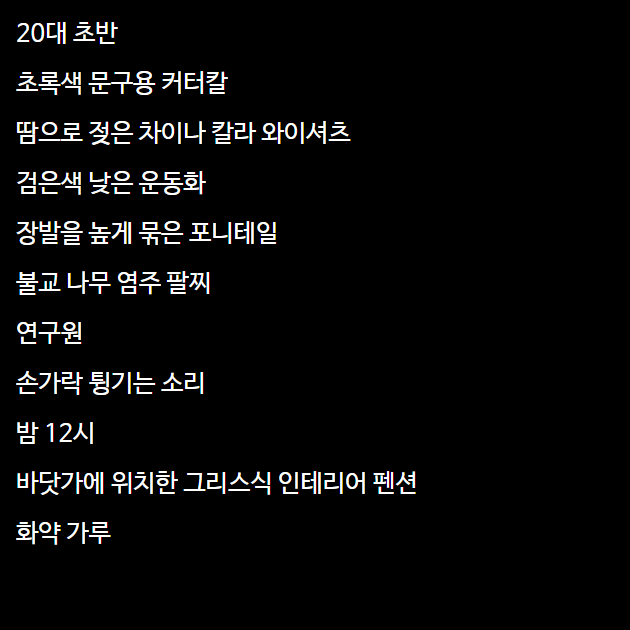 20대 초반
초록색 문구용 커터칼
땀으로 젖은 차이나 칼라 와이셔츠
검은색 낮은 운동화
장발을 높게 묶은 포니테일
불교 나무 염주 팔찌
연구원
손가락 튕기는 소리
밤 12시
바닷가에 위치한 그리스식 인테리어 펜션
화약 가루